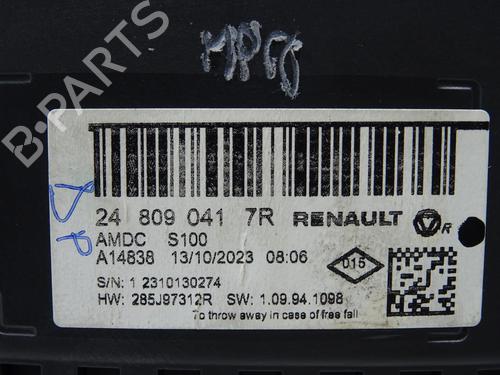 B-PARTS
24 809 041 7R RENAULT R
AMDC S100
A14838 13/10/2023 08:06
015
S/N: 1 2310130274
HW: 285J97312R SW: 1.09.94.1098
To throw away in case of free fall
DP